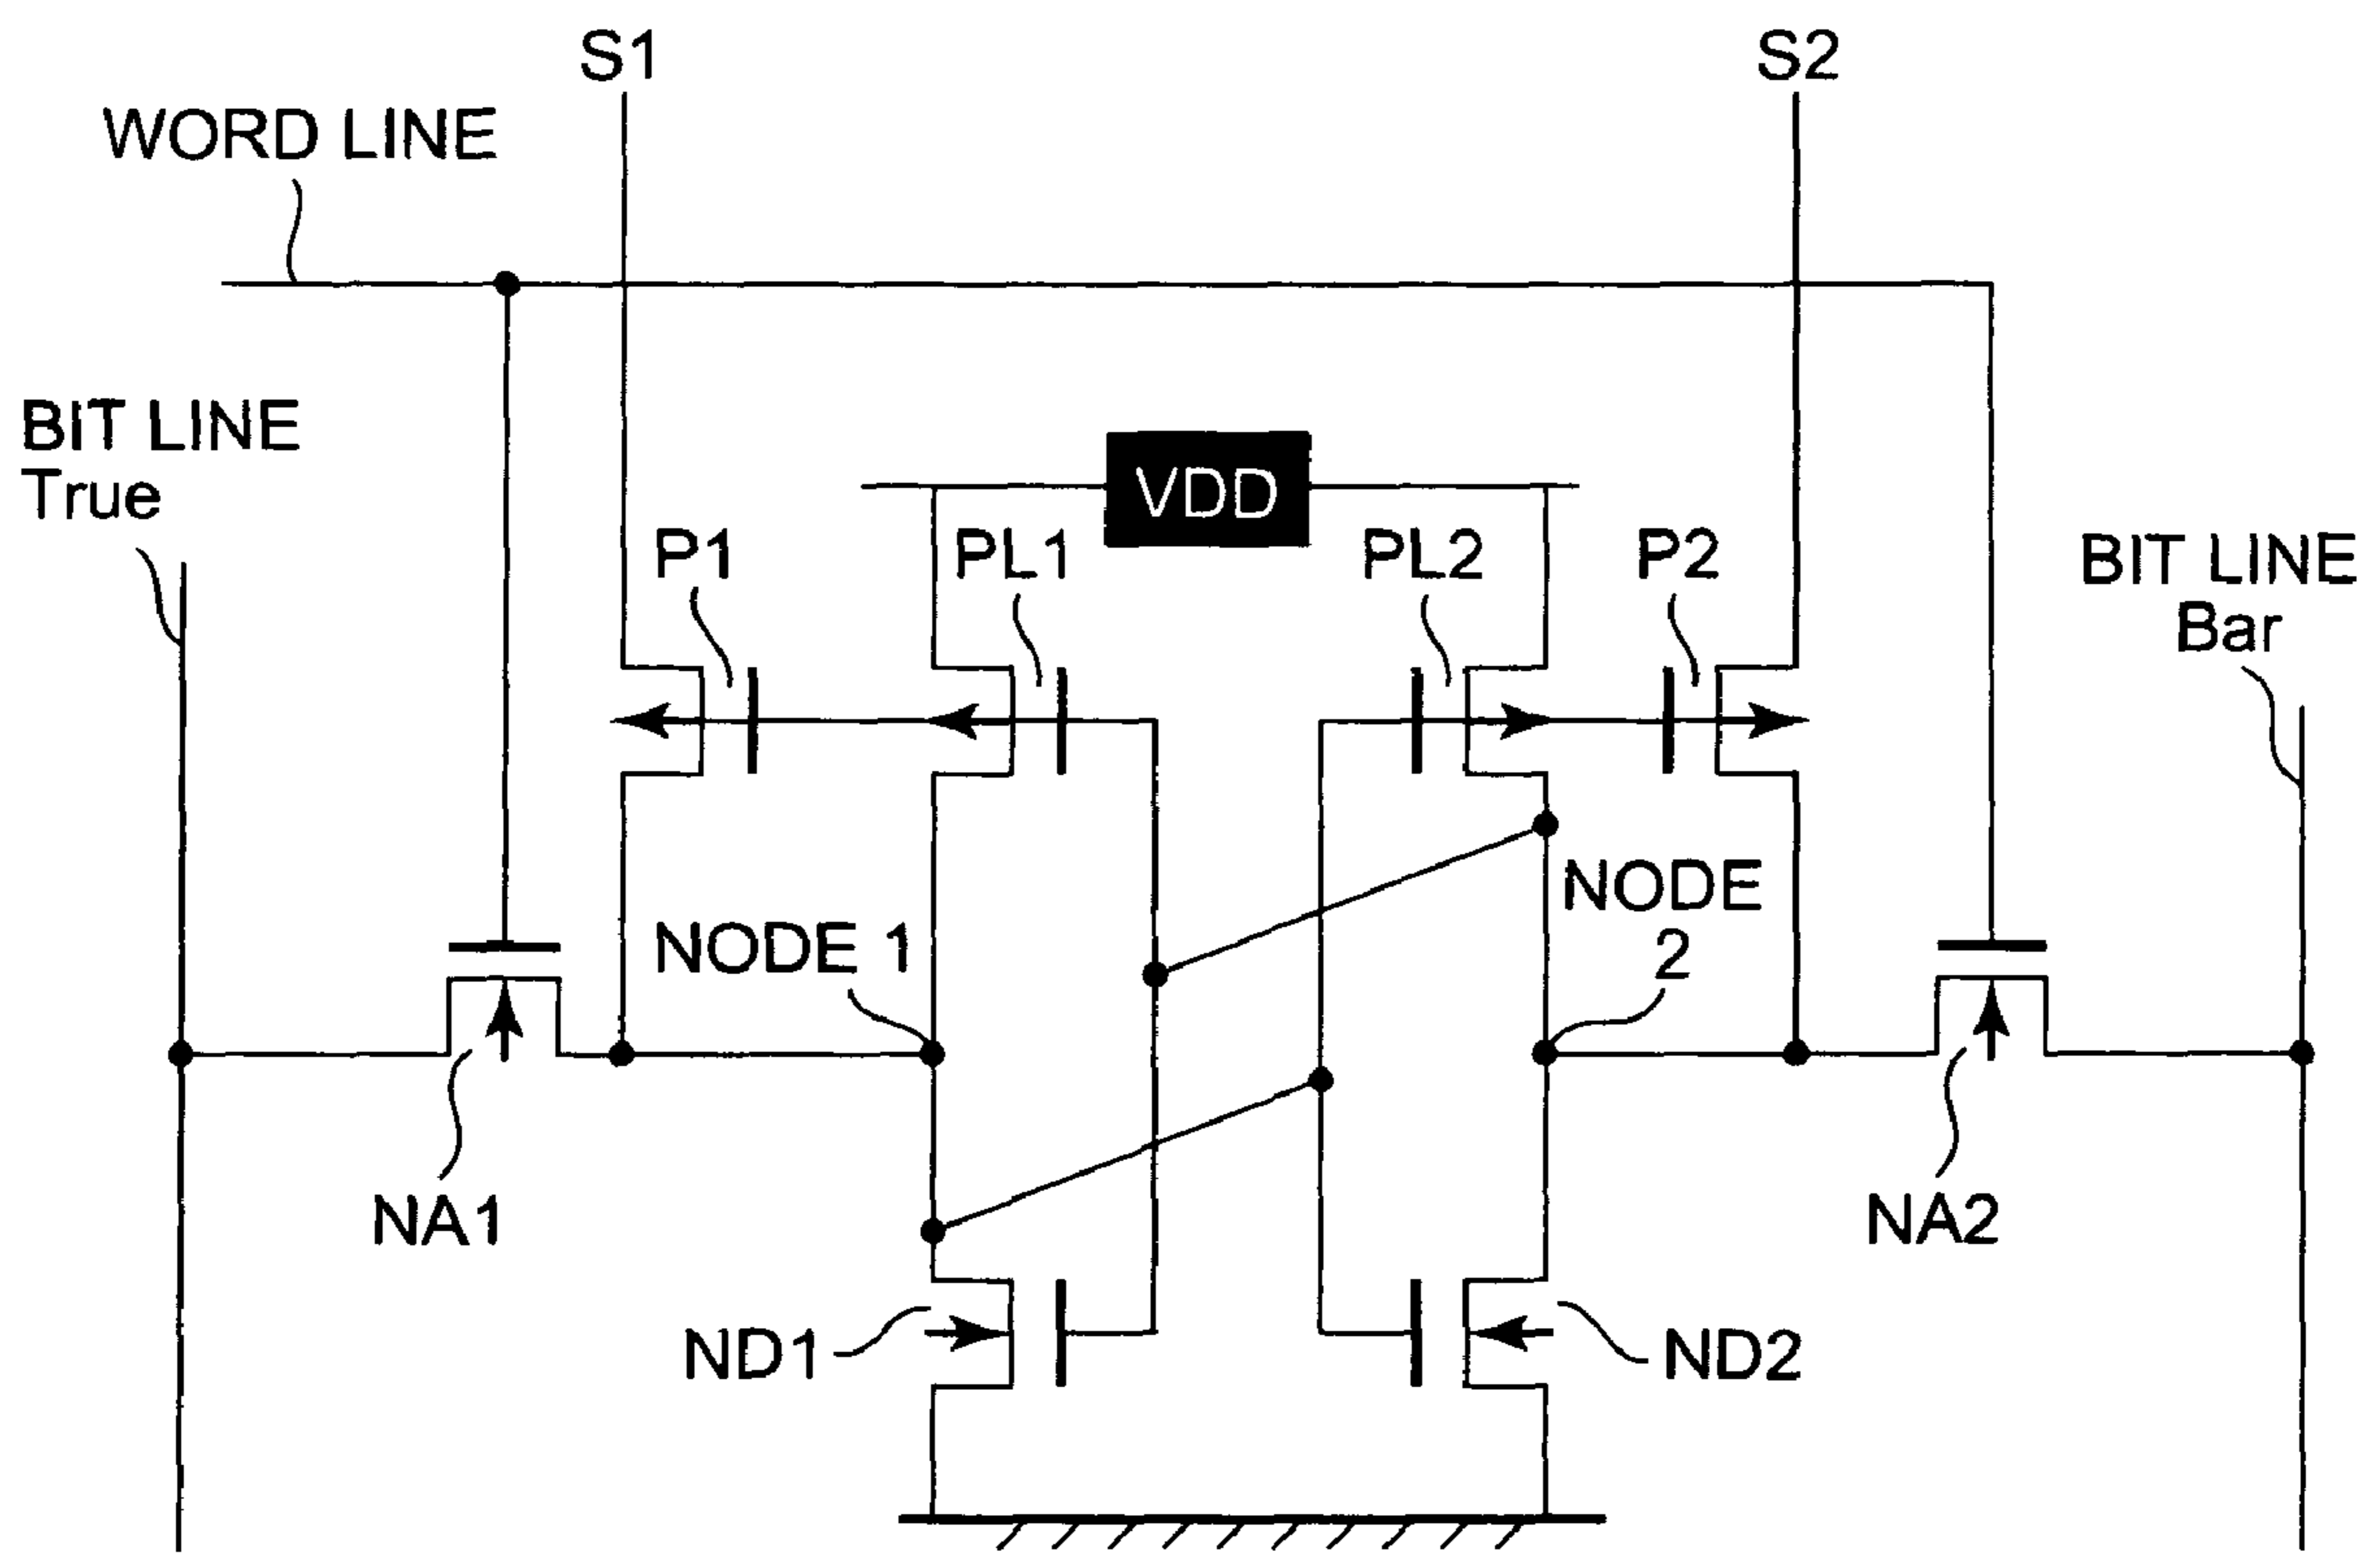 S1
S2
WORD LINE
BIT LINE
True
VDD
P1
PL1
PL2
P2
BIT LINE
Bar
NODE 1
NODE
2
NA1
NA2
ND1
ND2